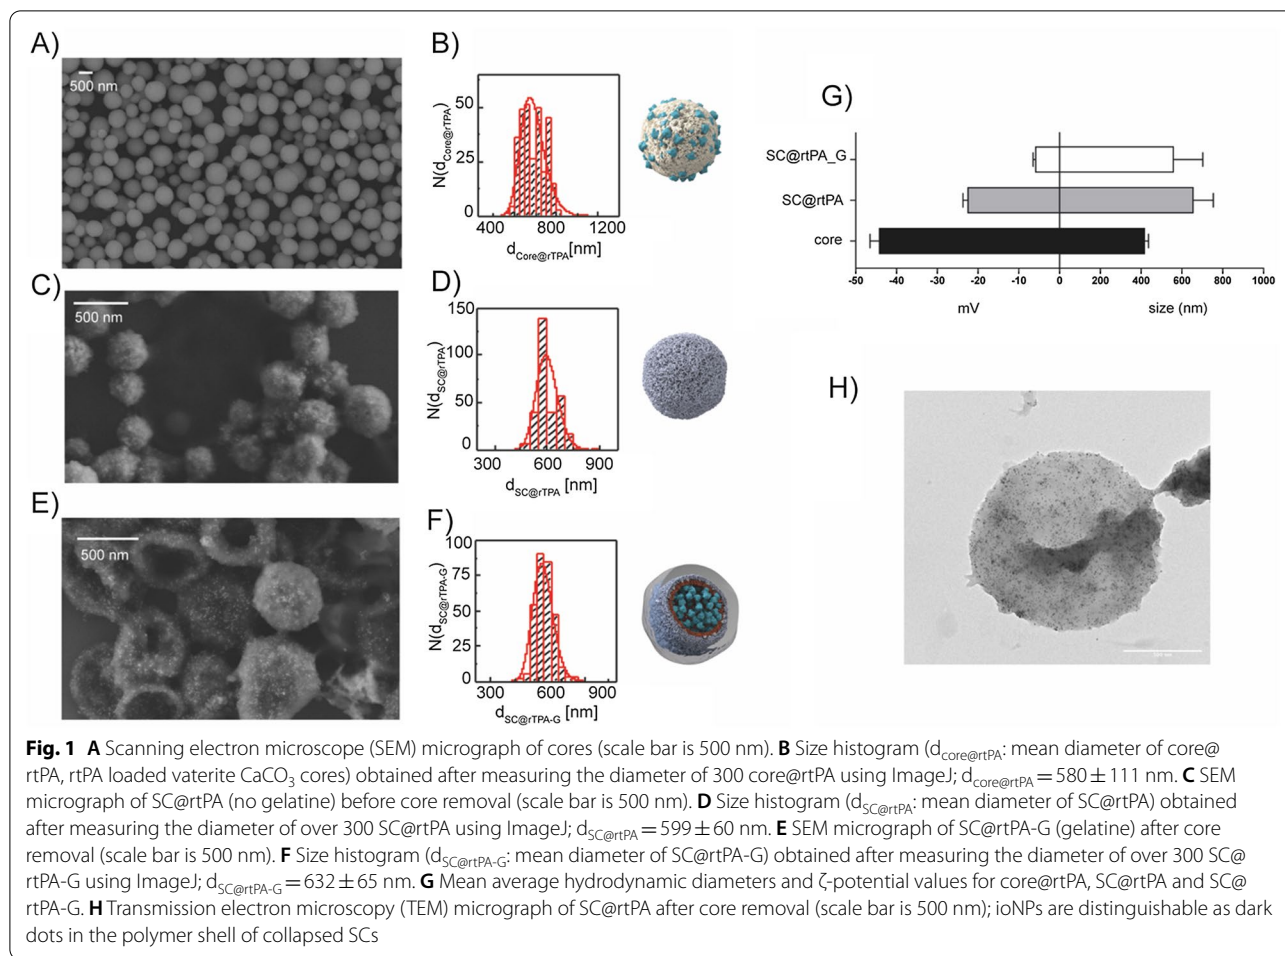 A)
500 nm
B)
N(d_Core@rTPA)
50
25
0
400 800 1200
d_Core@rTPA[nm]
C)
500 nm
D)
N(d_SC@rTPA)
150
100
50
0
300 600 900
d_SC@rTPA [nm]
E)
500 nm
F)
N(d_SC@rTPA-G)
100
75
50
25
0
300 600 900
d_SC@rTPA-G [nm]
G)
SC@rtPA_G
SC@rtPA
core
-50 -40 -30 -20 -10 0 200 400 600 800 1000
mV size (nm)
H)
Fig. 1 A Scanning electron microscope (SEM) micrograph of cores (scale bar is 500 nm). B Size histogram (d_core@rtPA: mean diameter of core@
rtPA, rtPA loaded vaterite CaCO₃ cores) obtained after measuring the diameter of 300 core@rtPA using ImageJ; d_core@rtPA = 580 ± 111 nm. C SEM
micrograph of SC@rtPA (no gelatine) before core removal (scale bar is 500 nm). D Size histogram (d_SC@rtPA: mean diameter of SC@rtPA) obtained
after measuring the diameter of over 300 SC@rtPA using ImageJ; d_SC@rtPA = 599 ± 60 nm. E SEM micrograph of SC@rtPA-G (gelatine) after core
removal (scale bar is 500 nm). F Size histogram (d_SC@rtPA-G: mean diameter of SC@rtPA-G) obtained after measuring the diameter of over 300 SC@
rtPA-G using ImageJ; d_SC@rtPA-G = 632 ± 65 nm. G Mean average hydrodynamic diameters and ζ-potential values for core@rtPA, SC@rtPA and SC@
rtPA-G. H Transmission electron microscopy (TEM) micrograph of SC@rtPA after core removal (scale bar is 500 nm); ioNPs are distinguishable as dark
dots in the polymer shell of collapsed SCs